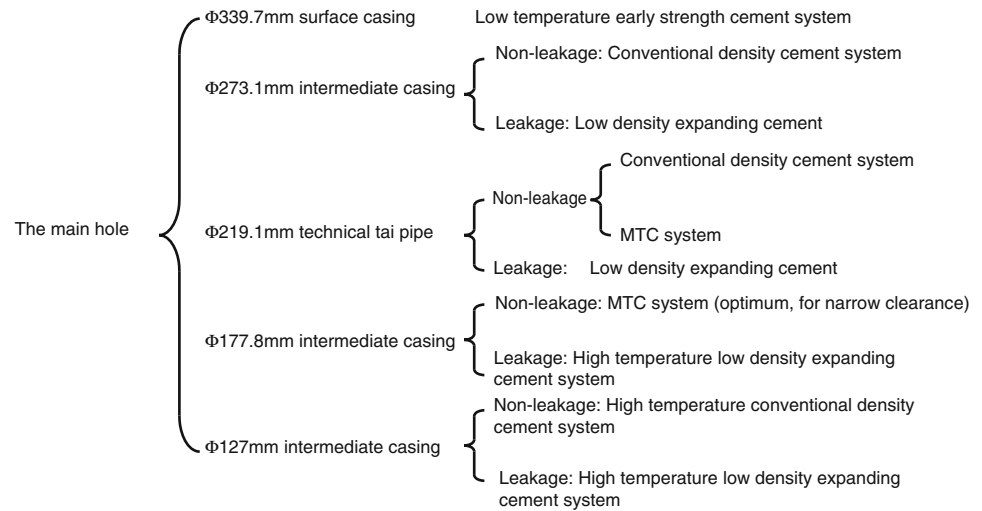 Φ339.7mm surface casing Low temperature early strength cement system
Non-leakage: Conventional density cement system
Φ273.1mm intermediate casing
Leakage: Low density expanding cement
Conventional density cement system
Non-leakage
The main hole
Φ219.1mm technical tai pipe
MTC system
Leakage: Low density expanding cement
Non-leakage: MTC system (optimum, for narrow clearance)
Φ177.8mm intermediate casing
Leakage: High temperature low density expanding
cement system
Non-leakage: High temperature conventional density
cement system
Φ127mm intermediate casing
Leakage: High temperature low density expanding
cement system